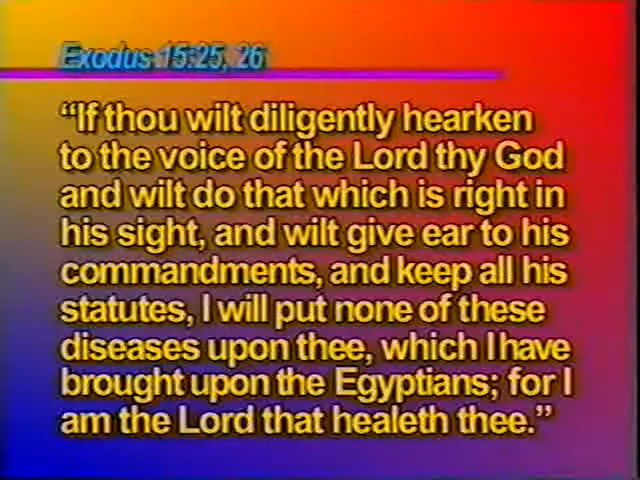 Exodus 15:25, 26
“If thou wilt diligently hearken
to the voice of the Lord thy God
and wilt do that which is right in
his sight, and wilt give ear to his
commandments, and keep all his
statutes, I will put none of these
diseases upon thee, which I have
brought upon the Egyptians; for I
am the Lord that healeth thee.”